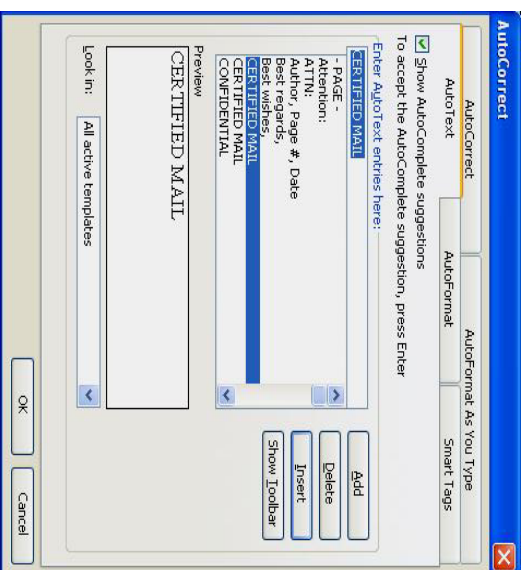 AutoCorrect
AutoCorrect
AutoFormat As You Type
AutoText
AutoFormat
Smart Tags
Show AutoComplete suggestions
To accept the AutoComplete suggestion, press Enter
Enter AutoText entries here:
CERTIFIED MAIL
- PAGE -
Attention:
ATTN:
Author, Page #, Date
Best regards,
Best wishes,
CERTIFIED MAIL
CERTIFIED MAIL
CONFIDENTIAL
Add
Delete
Insert
Show Toolbar
Preview
CERTIFIED MAIL
Look in:
All active templates
OK
Cancel